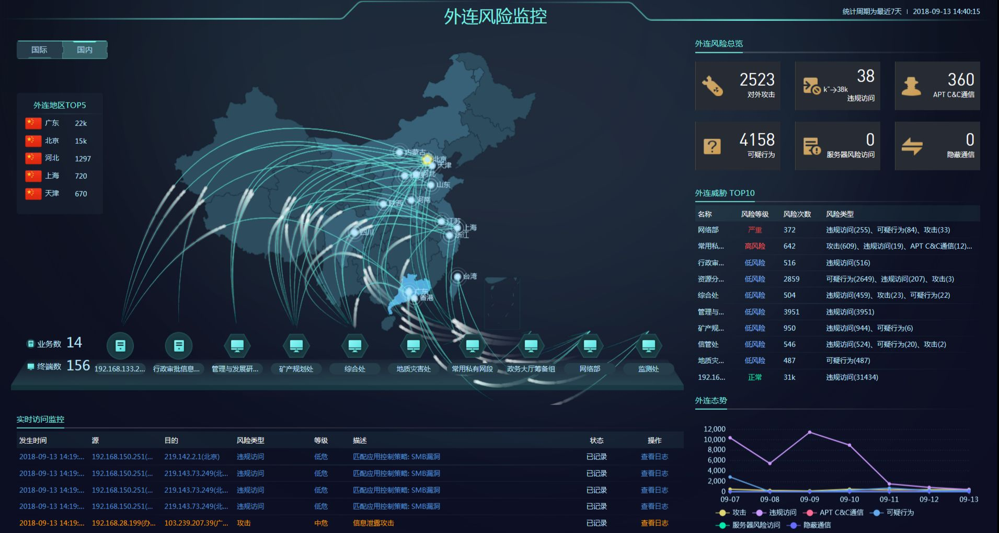 外连风险监控
统计周期为最近7天 | 2018-09-13 14:40:15
国际 国内
外连地区TOP5
广东 22k
北京 15k
河北 1297
上海 720
天津 670
内蒙古
北京
天津
河北
山东
陕西
河南
江苏
上海
浙江
四川
台湾
广东
香港
业务数 14
终端数 156
192.168.133.2...
行政审批信息...
管理与发展研...
矿产规划处
综合处
地质灾害处
常用私有网段
政务大厅筹备组
网络部
监测处
外连风险总览
2523
对外攻击
38
k¨→38k
违规访问
360
APT C&C通信
4158
可疑行为
0
服务器风险访问
0
隐蔽通信
外连威胁 TOP10
名称 风险等级 风险次数 风险类型
网络部 严重 372 违规访问(255)、可疑行为(84)、攻击(33)
常用私... 高风险 642 攻击(609)、违规访问(19)、APT C&C通信(12)...
行政审... 低风险 516 违规访问(516)
资源分... 低风险 2859 可疑行为(2649)、违规访问(207)、攻击(3)
综合处 低风险 504 违规访问(459)、攻击(23)、可疑行为(22)
管理与... 低风险 3951 违规访问(3951)
矿产规... 低风险 950 违规访问(944)、可疑行为(6)
信管处 低风险 546 违规访问(524)、可疑行为(20)、攻击(2)
地质灾... 低风险 487 可疑行为(487)
192.16... 正常 31k 违规访问(31434)
外连态势
12,000
10,000
8,000
6,000
4,000
2,000
0
09-07 09-08 09-09 09-10 09-11 09-12 09-13
攻击 违规访问 APT C&C通信 可疑行为
服务器风险访问 隐蔽通信
实时访问监控
发生时间 源 目的 风险类型 等级 描述 状态 操作
2018-09-13 14:19:... 192.168.150.251(... 219.142.2.1(北京) 违规访问 低危 匹配应用控制策略: SMB漏洞 已记录 查看日志
2018-09-13 14:19:... 192.168.150.251(... 219.143.73.249(北... 违规访问 低危 匹配应用控制策略: SMB漏洞 已记录 查看日志
2018-09-13 14:19:... 192.168.150.251(... 219.143.73.249(北... 违规访问 低危 匹配应用控制策略: SMB漏洞 已记录 查看日志
2018-09-13 14:19:... 192.168.150.251(... 219.143.73.249(北... 违规访问 低危 匹配应用控制策略: SMB漏洞 已记录 查看日志
2018-09-13 14:19:... 192.168.28.199(办... 103.239.207.39(广... 攻击 中危 信息泄露攻击 已记录 查看日志